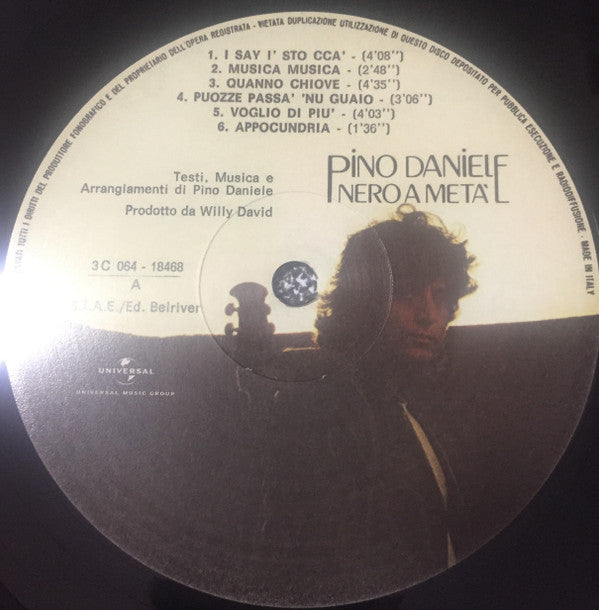 TUTTI I DIRITTI DEL PRODUTTORE FONOGRAFICO E DEL PROPRIETARIO DELL'OPERA REGISTRATA - VIETATA DUPLICAZIONE UTILIZZAZIONE DI QUESTO DISCO DEPOSITATO PER PUBBLICA ESECUZIONE E RADIODIFFUSIONE. - MADE IN ITALY
1. I SAY I' STO CCA' - (4'08'')
2. MUSICA MUSICA - (2'48'')
3. QUANNO CHIOVE - (4'35'')
4. PUOZZE PASSA' 'NU GUAIO - (3'06'')
5. VOGLIO DI PIU' - (4'03'')
6. APPOCUNDRIA - (1'36'')
PINO DANIELE
NERO A META'
Testi, Musica e
Arrangiamenti di Pino Daniele
Prodotto da Willy David
3C 064 - 18468
A
S.I.A.E./Ed. Belriver
UNIVERSAL
UNIVERSAL MUSIC GROUP